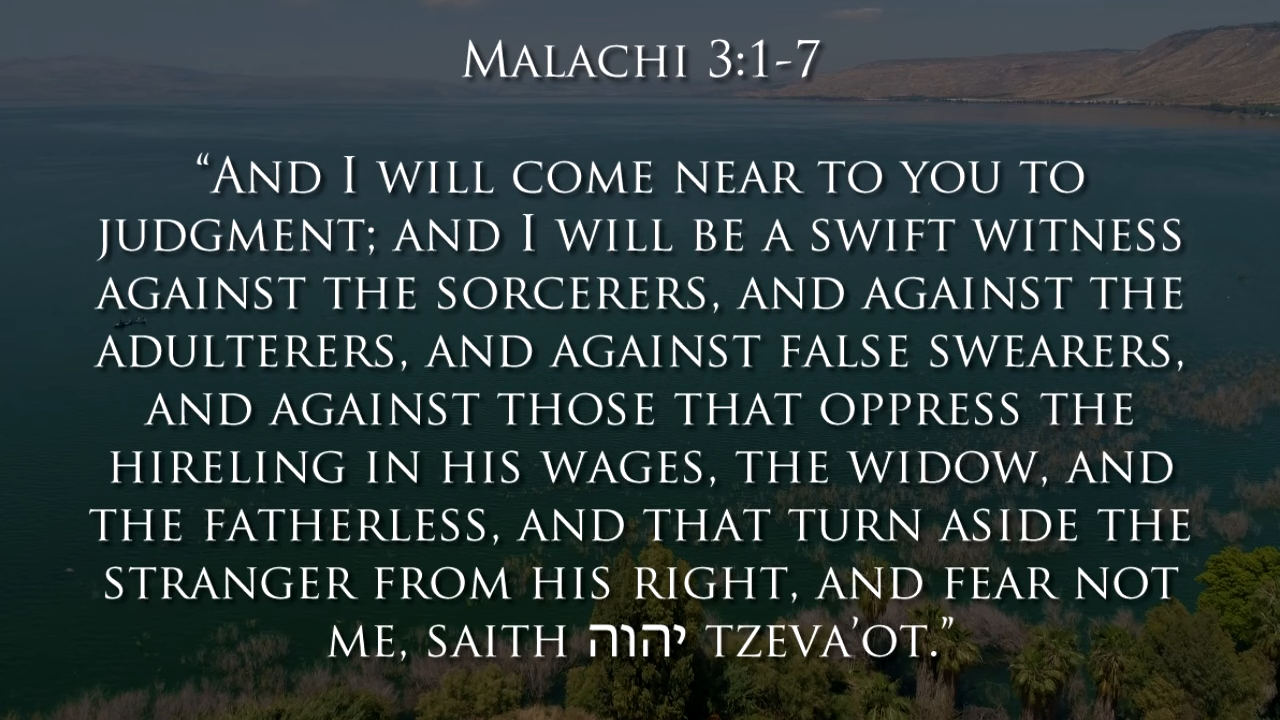 Malachi 3:1-7
“And I will come near to you to
judgment; and I will be a swift witness
against the sorcerers, and against the
adulterers, and against false swearers,
and against those that oppress the
hireling in his wages, the widow, and
the fatherless, and that turn aside the
stranger from his right, and fear not
me, saith יהוה tzeva’ot.”